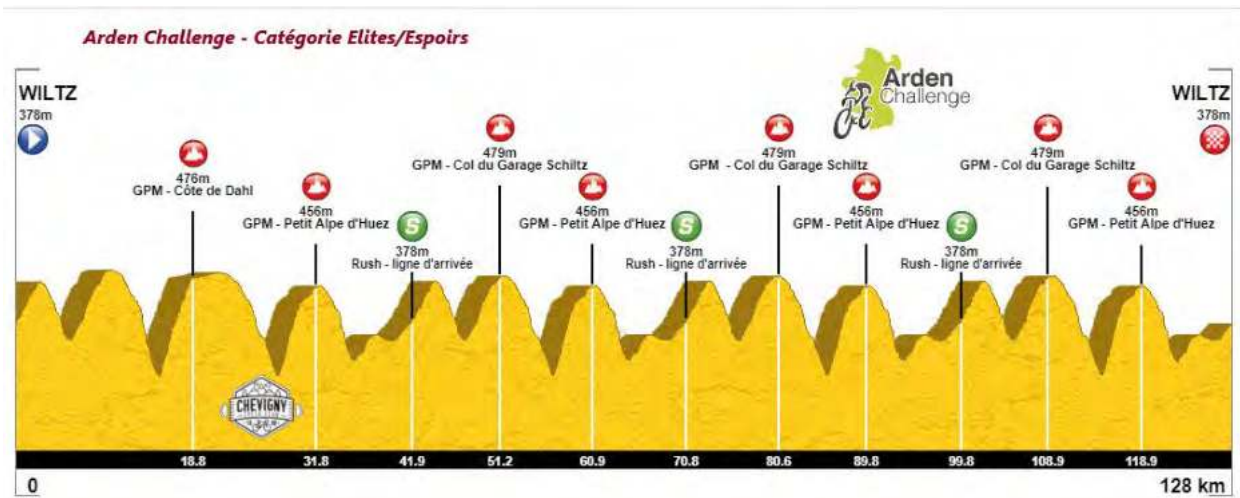 Arden Challenge - Catégorie Elites/Espoirs
Arden
Challenge
WILTZ
378m
WILTZ
378m
476m
GPM - Côte de Dahl
456m
GPM - Petit Alpe d'Huez
S
378m
Rush - ligne d'arrivée
479m
GPM - Col du Garage Schiltz
456m
GPM - Petit Alpe d'Huez
S
378m
Rush - ligne d'arrivée
479m
GPM - Col du Garage Schiltz
456m
GPM - Petit Alpe d'Huez
S
378m
Rush - ligne d'arrivée
479m
GPM - Col du Garage Schiltz
456m
GPM - Petit Alpe d'Huez
CHEVIGNY
18.8 31.8 41.9 51.2 60.9 70.8 80.6 89.8 99.8 108.9 118.9
0 128 km